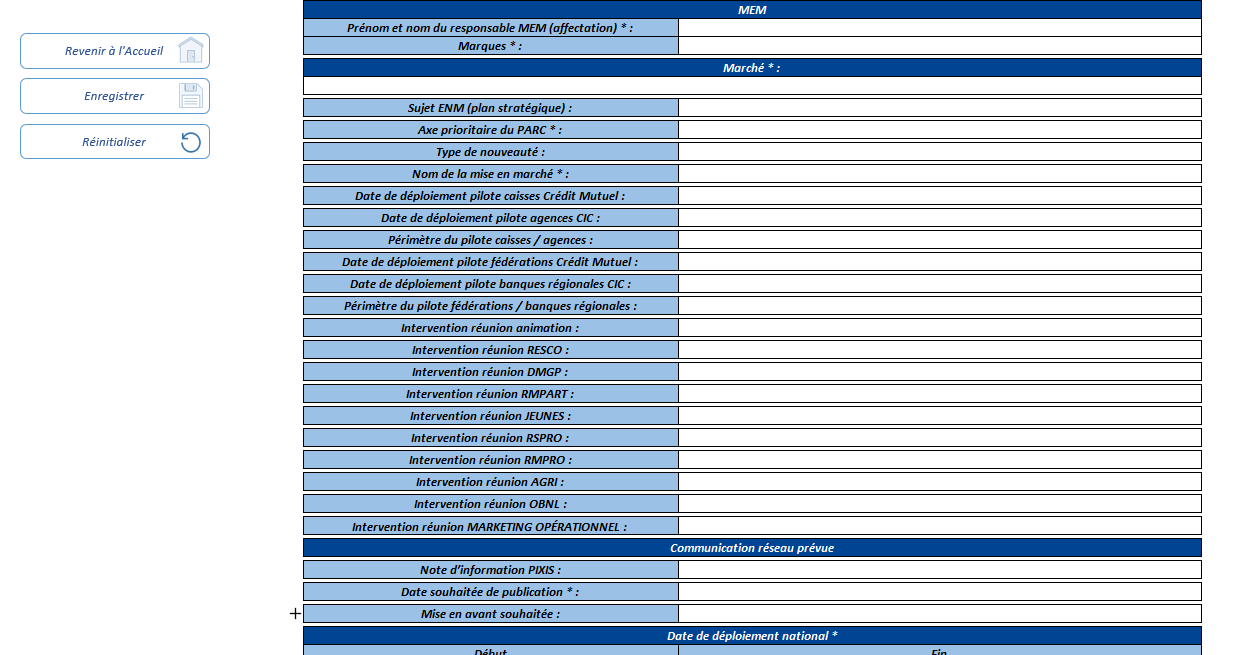 Revenir à l'Accueil
Enregistrer
Réinitialiser
MEM
Prénom et nom du responsable MEM (affectation) * :
Marques * :
Marché * :
Sujet ENM (plan stratégique) :
Axe prioritaire du PARC * :
Type de nouveauté :
Nom de la mise en marché * :
Date de déploiement pilote caisses Crédit Mutuel :
Date de déploiement pilote agences CIC :
Périmètre du pilote caisses / agences :
Date de déploiement pilote fédérations Crédit Mutuel :
Date de déploiement pilote banques régionales CIC :
Périmètre du pilote fédérations / banques régionales :
Intervention réunion animation :
Intervention réunion RESCO :
Intervention réunion DMGP :
Intervention réunion RMPART :
Intervention réunion JEUNES :
Intervention réunion RSPRO :
Intervention réunion RMPRO :
Intervention réunion AGRI :
Intervention réunion OBNL :
Intervention réunion MARKETING OPÉRATIONNEL :
Communication réseau prévue
Note d'information PIXIS :
Date souhaitée de publication * :
Mise en avant souhaitée :
Date de déploiement national *
Début Fin